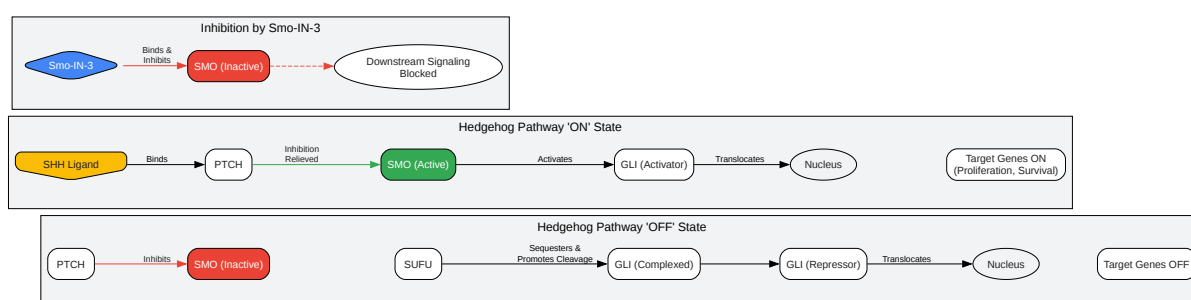 Inhibition by Smo-IN-3
Smo-IN-3
Binds &
Inhibits
SMO (Inactive)
Downstream Signaling
Blocked
Hedgehog Pathway 'ON' State
SHH Ligand
Binds
PTCH
Inhibition
Relieved
SMO (Active)
Activates
GLI (Activator)
Translocates
Nucleus
Target Genes ON
(Proliferation, Survival)
Hedgehog Pathway 'OFF' State
PTCH
Inhibits
SMO (Inactive)
SUFU
Sequesters &
Promotes Cleavage
GLI (Complexed)
GLI (Repressor)
Translocates
Nucleus
Target Genes OFF